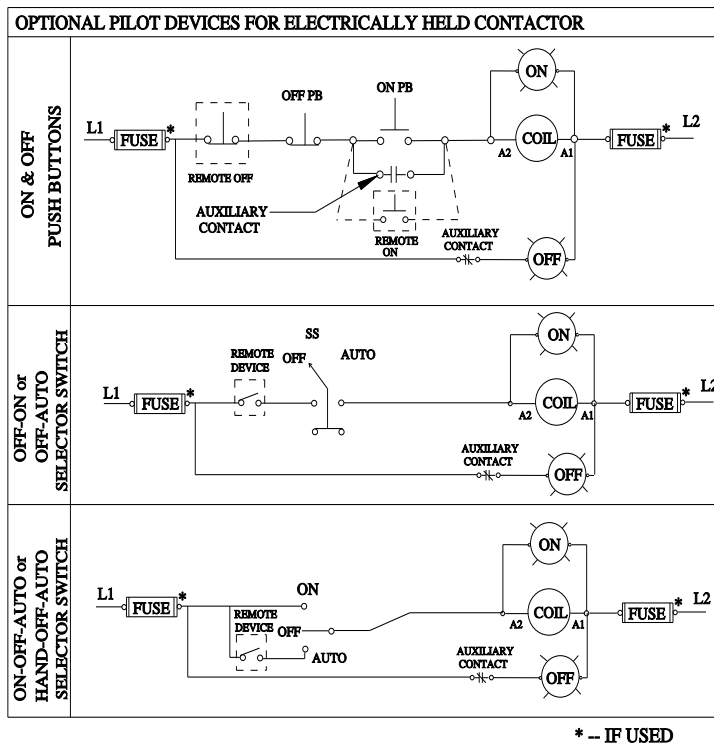 OPTIONAL PILOT DEVICES FOR ELECTRICALLY HELD CONTACTOR
ON & OFF
PUSH BUTTONS
ON
ON PB
OFF PB
L1
FUSE
*
REMOTE OFF
A2
COIL
A1
FUSE
*
L2
AUXILIARY
CONTACT
REMOTE
ON
AUXILIARY
CONTACT
OFF
OFF-ON or
OFF-AUTO
SELECTOR SWITCH
SS
ON
REMOTE
DEVICE
OFF
AUTO
L1
FUSE
*
A2
COIL
A1
FUSE
*
L2
AUXILIARY
CONTACT
OFF
ON-OFF-AUTO or
HAND-OFF-AUTO
SELECTOR SWITCH
ON
L1
FUSE
*
ON
REMOTE
DEVICE
OFF
AUTO
A2
COIL
A1
FUSE
*
L2
AUXILIARY
CONTACT
OFF
* -- IF USED